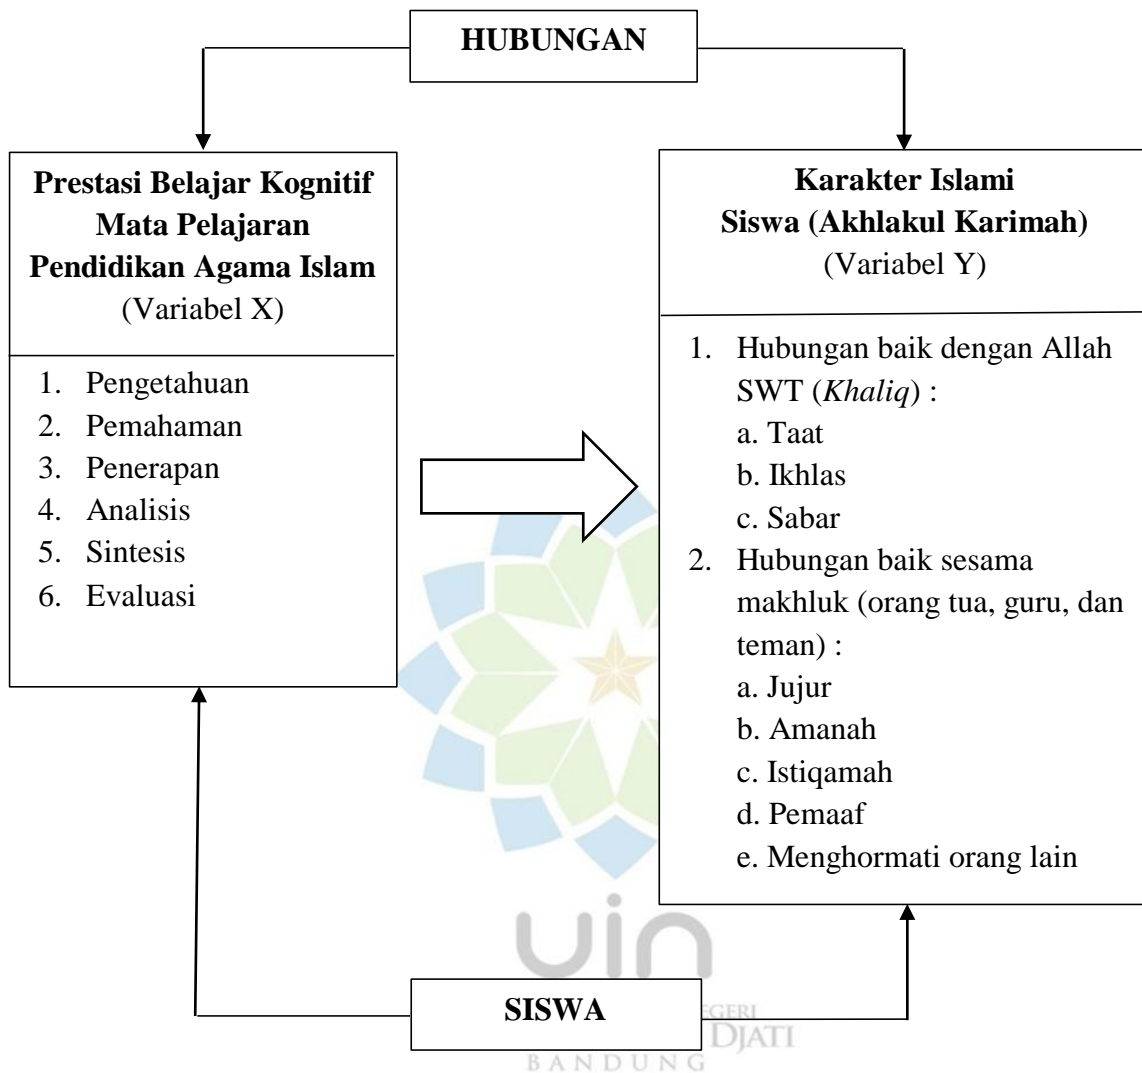 HUBUNGAN
Prestasi Belajar Kognitif
Mata Pelajaran
Pendidikan Agama Islam
(Variabel X)
1. Pengetahuan
2. Pemahaman
3. Penerapan
4. Analisis
5. Sintesis
6. Evaluasi
Karakter Islami
Siswa (Akhlakul Karimah)
(Variabel Y)
1. Hubungan baik dengan Allah
SWT (Khaliq) :
a. Taat
b. Ikhlas
c. Sabar
2. Hubungan baik sesama
makhluk (orang tua, guru, dan
teman) :
a. Jujur
b. Amanah
c. Istiqamah
d. Pemaaf
e. Menghormati orang lain
uin
SISWA
DJATI
BANDUNG